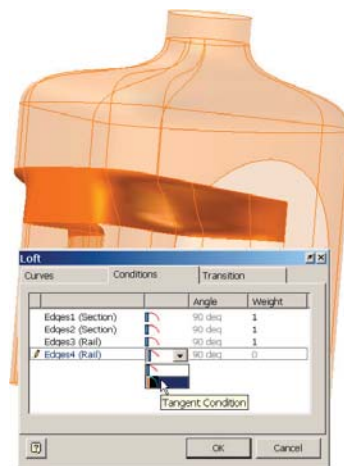 Loft
Curves Conditions Transition
Angle Weight
Edges1 (Section) 90 deg 1
Edges2 (Section) 90 deg 1
Edges3 (Rail) 90 deg 1
Edges4 (Rail) 90 deg 0
Tangent Condition
? OK Cancel